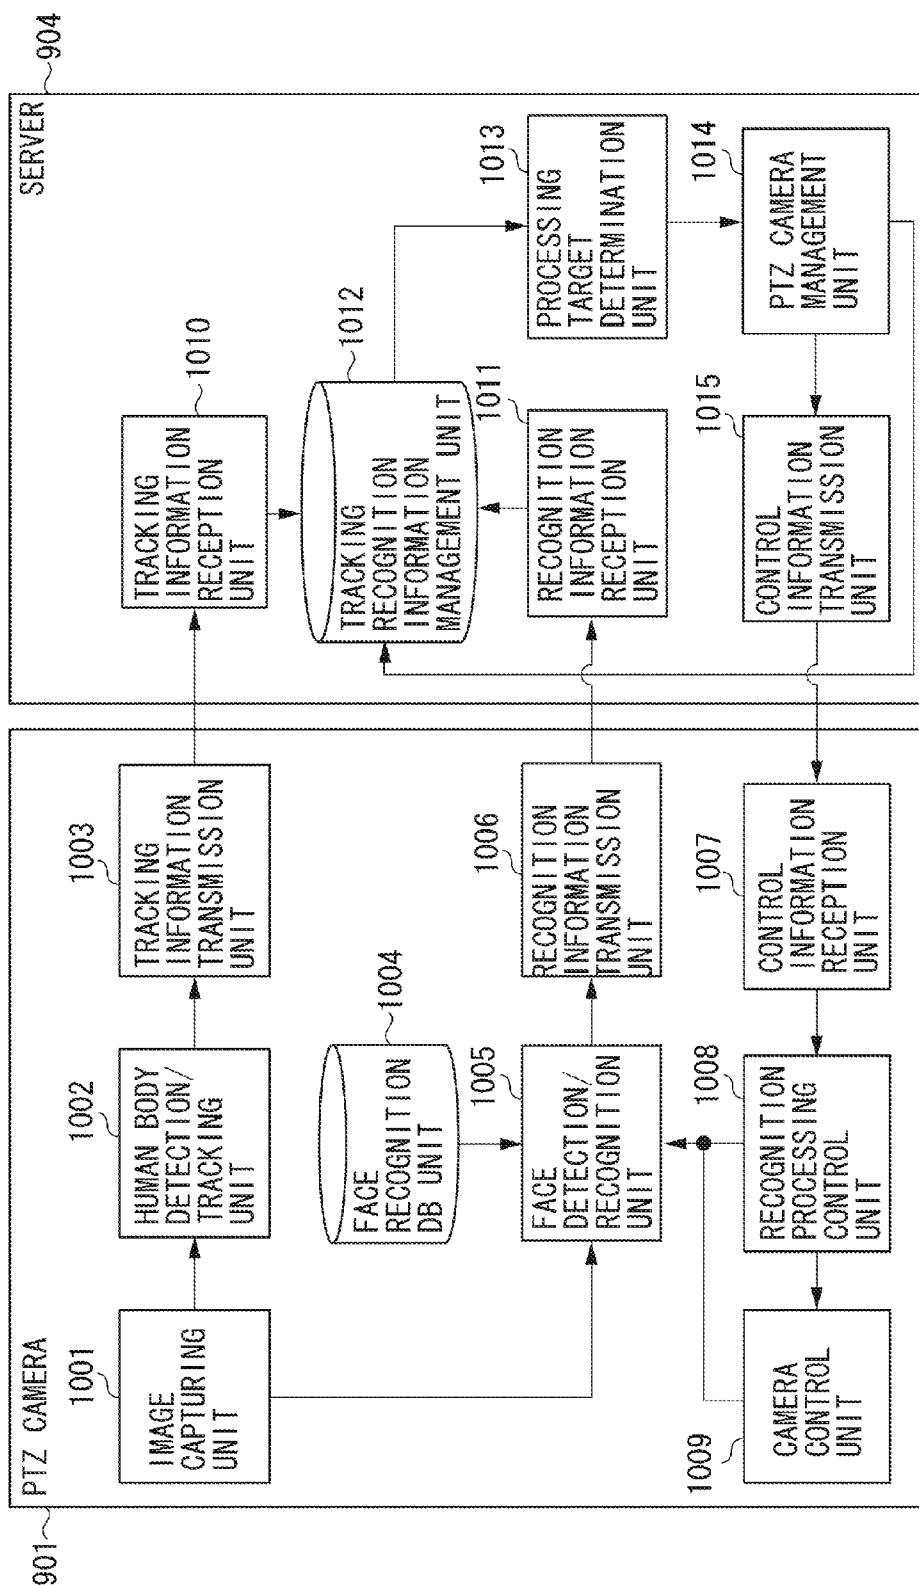 901
PTZ CAMERA
1001
IMAGE
CAPTURING
UNIT
1002
HUMAN BODY
DETECTION/
TRACKING
UNIT
1003
TRACKING
INFORMATION
TRANSMISSION
UNIT
1004
FACE
RECOGNITION
DB UNIT
1005
FACE
DETECTION/
RECOGNITION
UNIT
1006
RECOGNITION
INFORMATION
TRANSMISSION
UNIT
1009
CAMERA
CONTROL
UNIT
1008
RECOGNITION
PROCESSING
CONTROL
UNIT
1007
CONTROL
INFORMATION
RECEPTION
UNIT
904
SERVER
1010
TRACKING
INFORMATION
RECEPTION
UNIT
1012
TRACKING
RECOGNITION
INFORMATION
MANAGEMENT UNIT
1011
RECOGNITION
INFORMATION
RECEPTION
UNIT
1013
PROCESSING
TARGET
DETERMINATION
UNIT
1015
CONTROL
INFORMATION
TRANSMISSION
UNIT
1014
PTZ CAMERA
MANAGEMENT
UNIT